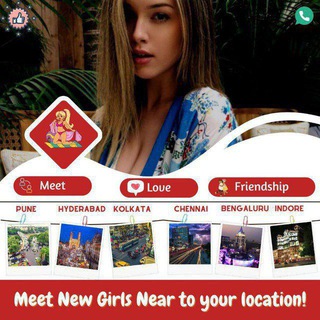 Meet
Love
Friendship
PUNE
HYDERABAD
KOLKATA
CHENNAI
BENGALURU
INDORE
Meet New Girls Near to your location!